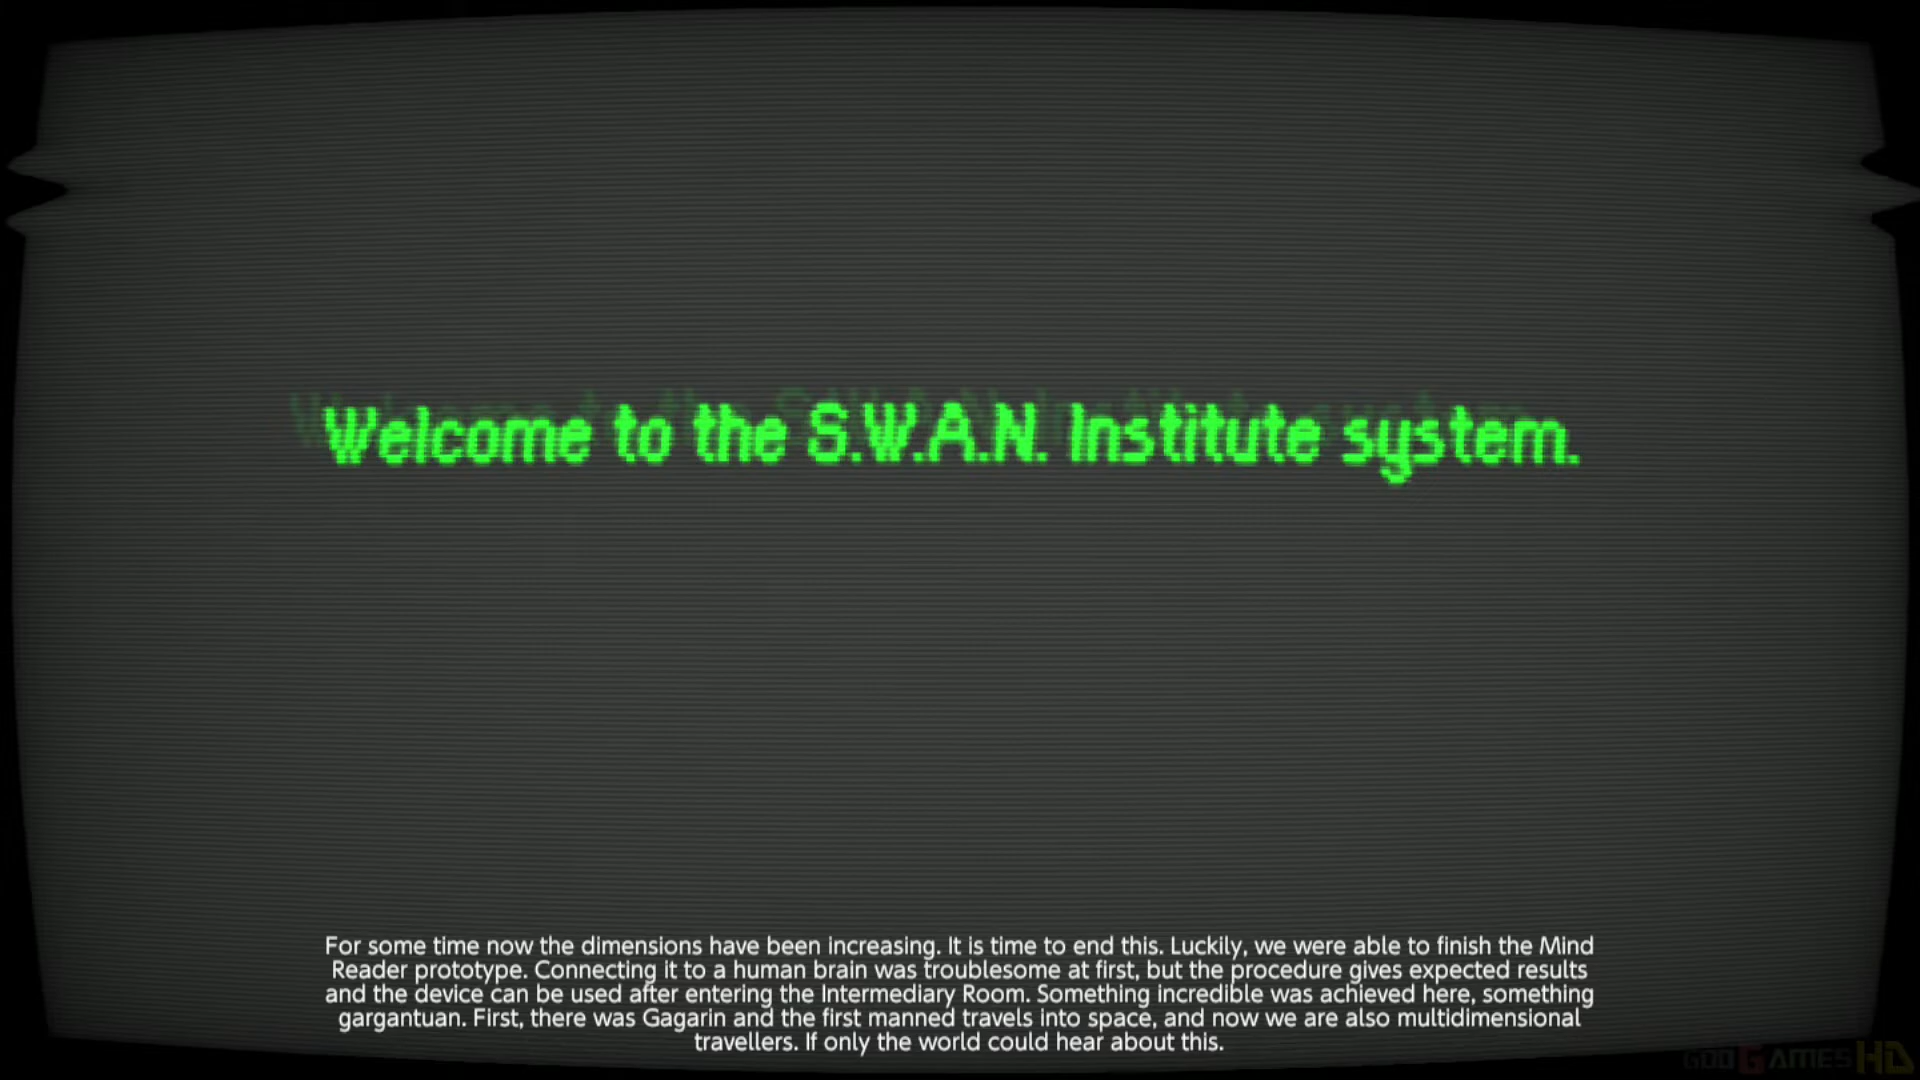 Welcome to the S.W.A.N. Institute system.
For some time now the dimensions have been increasing. It is time to end this. Luckily, we were able to finish the Mind
Reader prototype. Connecting it to a human brain was troublesome at first, but the procedure gives expected results
and the device can be used after entering the Intermediary Room. Something incredible was achieved here, something
gargantuan. First, there was Gagarin and the first manned travels into space, and now we are also multidimensional
travellers. If only the world could hear about this.
GODGAMESHD